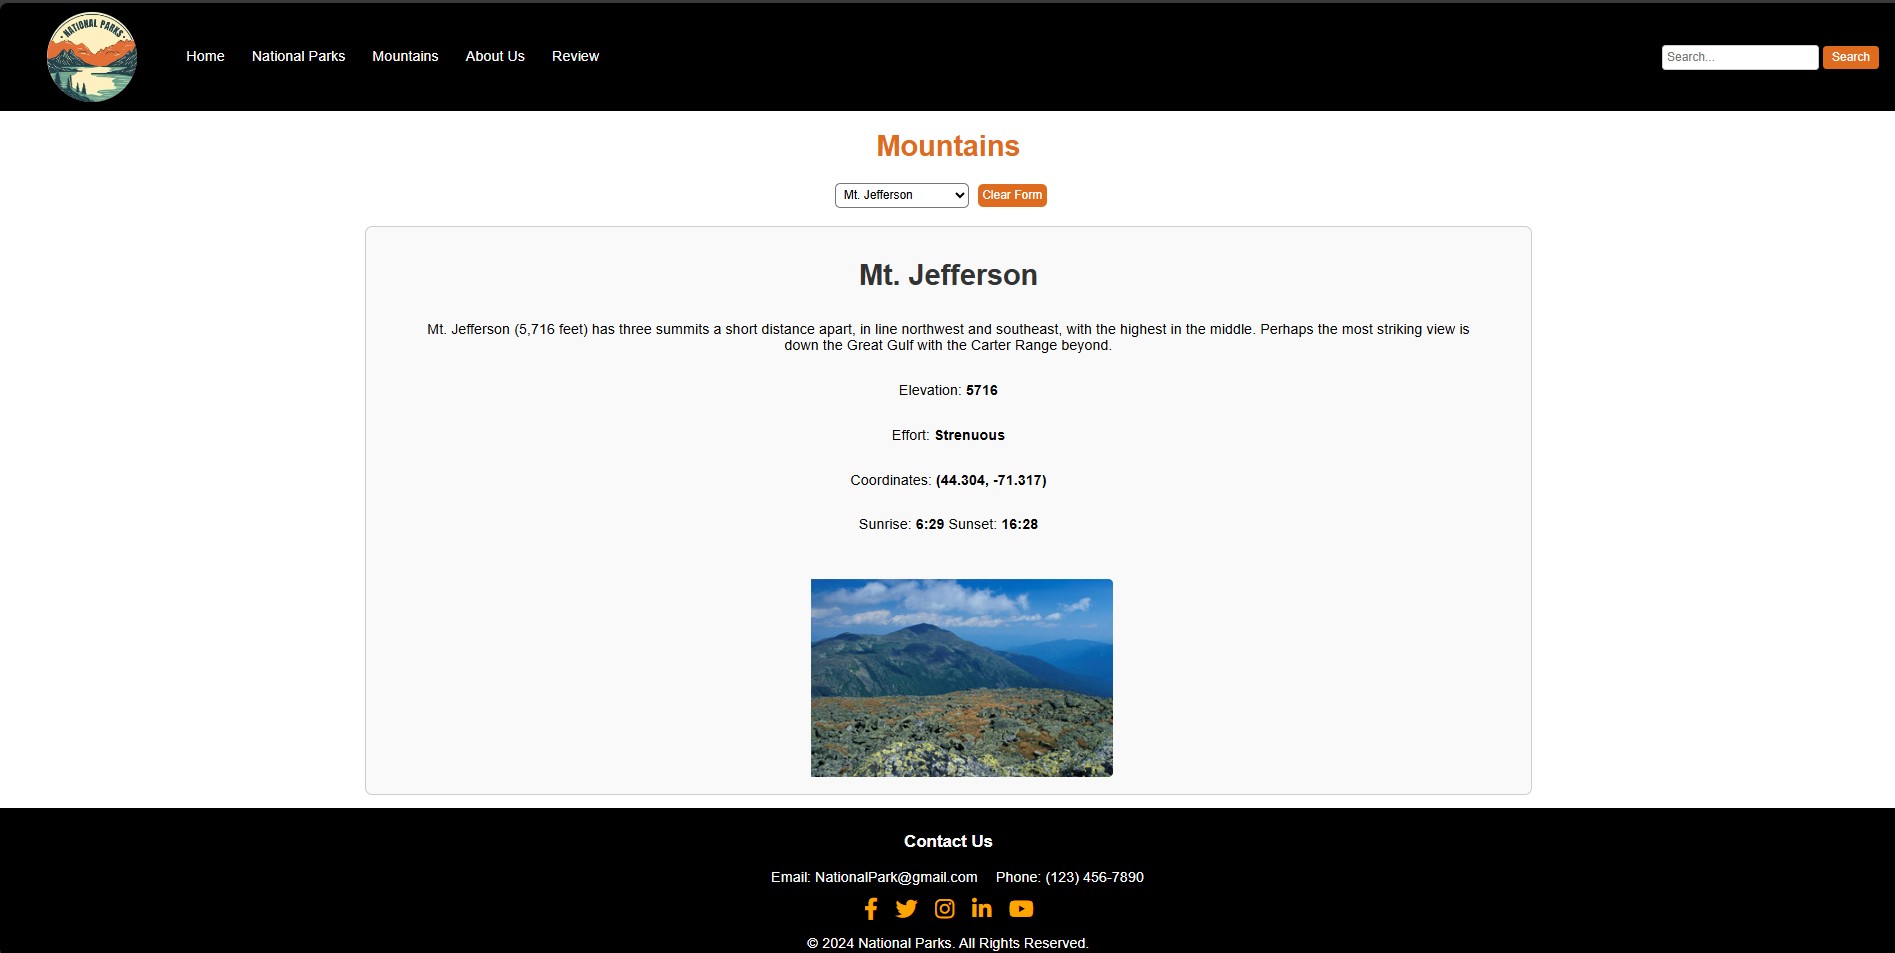 NATIONAL PARKS
Home National Parks Mountains About Us Review
Search... Search
Mountains
Mt. Jefferson Clear Form
Mt. Jefferson
Mt. Jefferson (5,716 feet) has three summits a short distance apart, in line northwest and southeast, with the highest in the middle. Perhaps the most striking view is
down the Great Gulf with the Carter Range beyond.
Elevation: 5716
Effort: Strenuous
Coordinates: (44.304, -71.317)
Sunrise: 6:29 Sunset: 16:28
Contact Us
Email: NationalPark@gmail.com Phone: (123) 456-7890
© 2024 National Parks. All Rights Reserved.